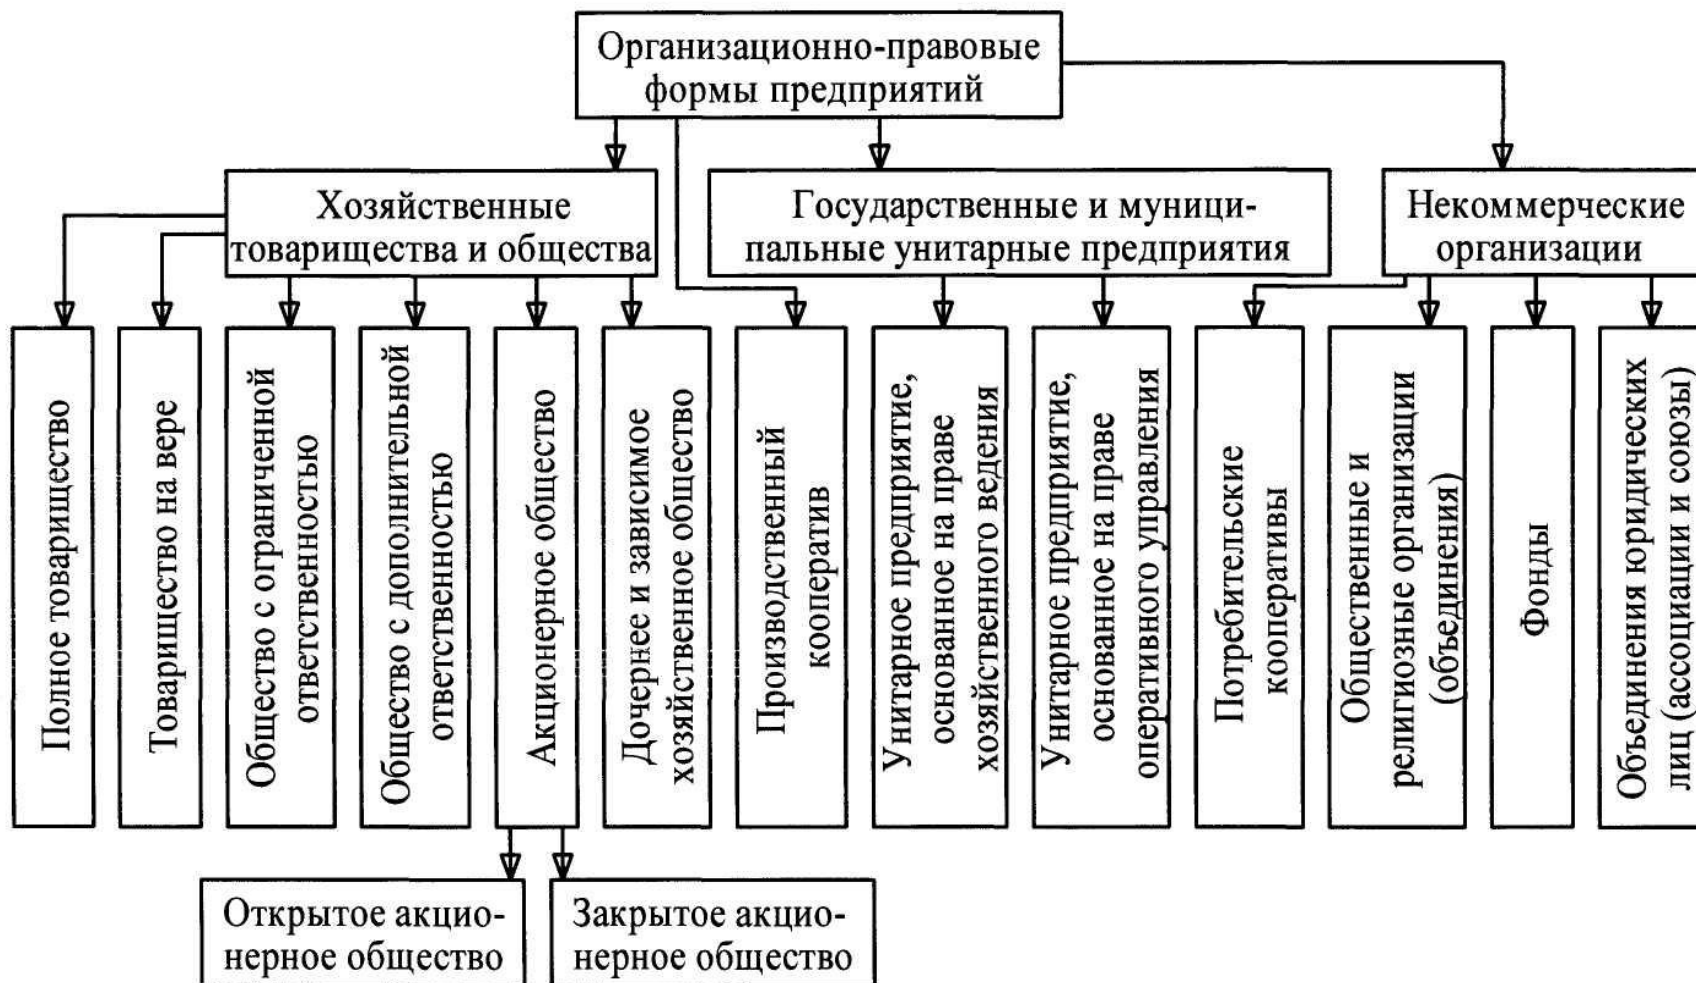 Организационно-правовые
формы предприятий
Хозяйственные
товарищества и общества
Государственные и муници-
пальные унитарные предприятия
Некоммерческие
организации
Полное товарищество
Товарищество на вере
Общество с ограниченной
ответственностью
Общество с дополнительной
ответственностью
Акционерное общество
Дочернее и зависимое
хозяйственное общество
Производственный
кооператив
Унитарное предприятие,
основанное на праве
хозяйственного ведения
Унитарное предприятие,
основанное на праве
оперативного управления
Потребительские
кооперативы
Общественные и
религиозные организации
(объединения)
Фонды
Объединения юридических
лиц (ассоциации и союзы)
Открытое акцио-
нерное общество
Закрытое акцио-
нерное общество